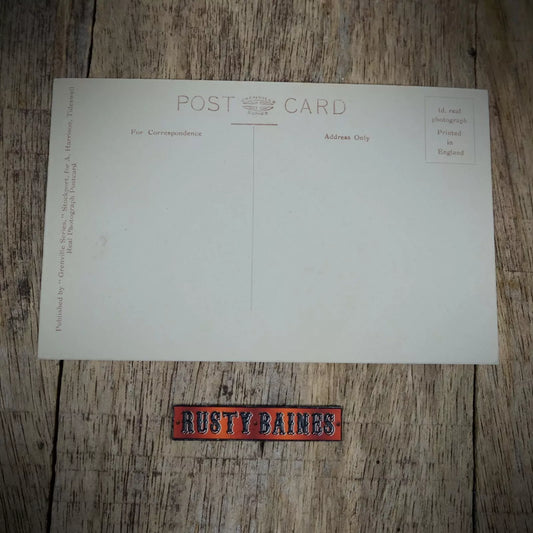 POST CARD
For Correspondence
Address Only
1d. real
photograph
Printed
in
England
Published by "Grenville Series," Stockport, for A. Harrison, Tideswell
Real Photograph Postcard
RUSTY BAINES